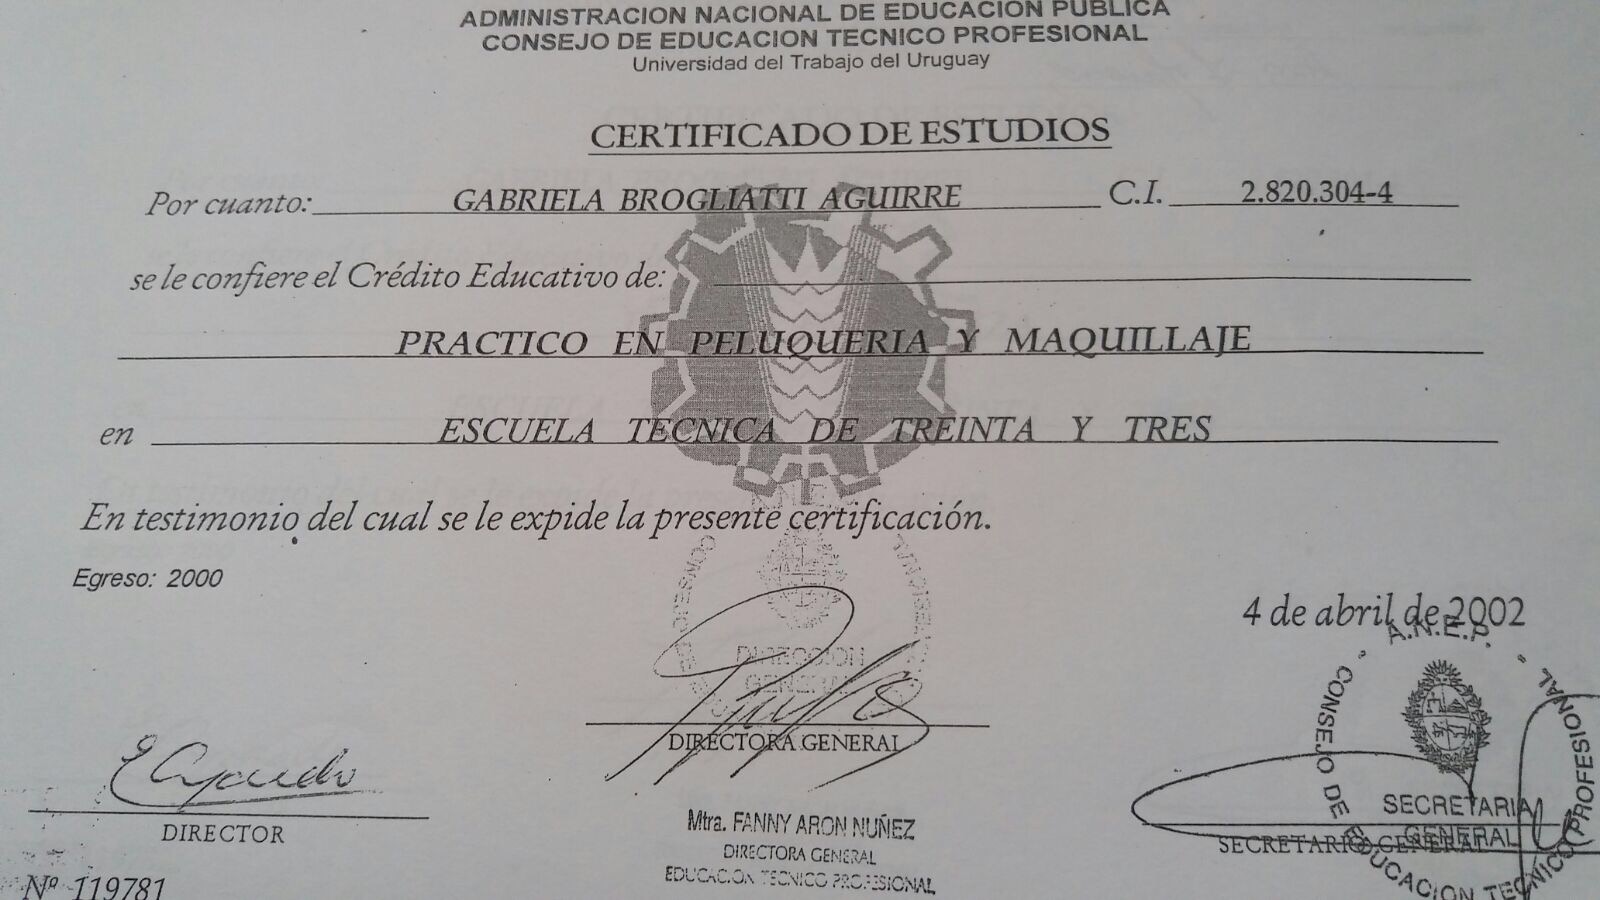 ADMINISTRACION NACIONAL DE EDUCACION PUBLICA
CONSEJO DE EDUCACION TECNICO PROFESIONAL
Universidad del Trabajo del Uruguay
CERTIFICADO DE ESTUDIOS
Por cuanto: GABRIELA BROGLIATTI AGUIRRE C.I. 2.820.304-4
se le confiere el Crédito Educativo de:
PRACTICO EN PELUQUERIA Y MAQUILLAJE
en ESCUELA TECNICA DE TREINTA Y TRES
En testimonio del cual se le expide la presente certificación.
Egreso: 2000
4 de abril de 2002
A.N.E.P.
CONSEJO DE EDUCACION TECNICO PROFESIONAL
SECRETARIA
GENERAL
SECRETARIO GENERAL
DIRECCION
GENERAL
DIRECTORA GENERAL
Mtra. FANNY ARON NUÑEZ
DIRECTORA GENERAL
EDUCACION TECNICO PROFESIONAL
DIRECTOR
Nº 119781